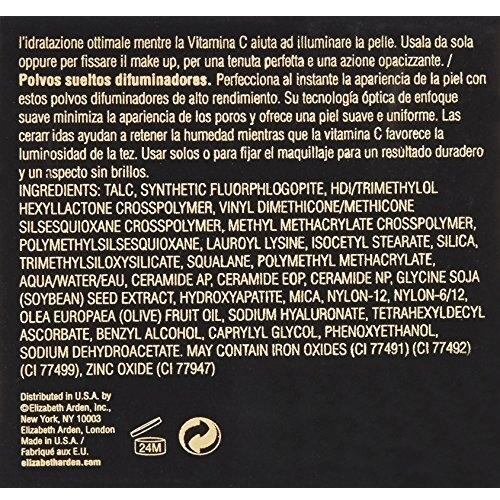 l'idratazione ottimale mentre la Vitamina C aiuta ad illuminare la pelle. Usala da sola
oppure per fissare il make up, per una tenuta perfetta e una azione opacizzante. /
Polvos sueltos difuminadores. Perfecciona al instante la apariencia de la piel con
estos polvos difuminadores de alto rendimiento. Su tecnología óptica de enfoque
suave minimiza la apariencia de los poros y ofrece una piel suave e uniforme. Las
ceramidas ayudan a retener la humedad mientras que la vitamina C favorece la
luminosidad de la tez. Usar solos o para fijar el maquillaje para un resultado duradero
y un aspecto sin brillos.
INGREDIENTS: TALC, SYNTHETIC FLUORPHLOGOPITE, HDI/TRIMETHYLOL
HEXYLLACTONE CROSSPOLYMER, VINYL DIMETHICONE/METHICONE
SILSESQUIOXANE CROSSPOLYMER, METHYL METHACRYLATE CROSSPOLYMER,
POLYMETHYLSILSESQUIOXANE, LAUROYL LYSINE, ISOCETYL STEARATE, SILICA,
TRIMETHYLSILOXYSILICATE, SQUALANE, POLYMETHYL METHACRYLATE,
AQUA/WATER/EAU, CERAMIDE AP, CERAMIDE EOP, CERAMIDE NP, GLYCINE SOJA
(SOYBEAN) SEED EXTRACT, HYDROXYAPATITE, MICA, NYLON-12, NYLON-6/12,
OLEA EUROPAEA (OLIVE) FRUIT OIL, SODIUM HYALURONATE, TETRAHEXYLDECYL
ASCORBATE, BENZYL ALCOHOL, CAPRYLYL GLYCOL, PHENOXYETHANOL,
SODIUM DEHYDROACETATE. MAY CONTAIN IRON OXIDES (CI 77491) (CI 77492)
(CI 77499), ZINC OXIDE (CI 77947)
Distributed in U.S.A. by
©Elizabeth Arden, Inc.,
New York, NY 10003
Elizabeth Arden, London
Made in U.S.A. /
Fabriqué aux E.U.
elizabetharden.com
24M